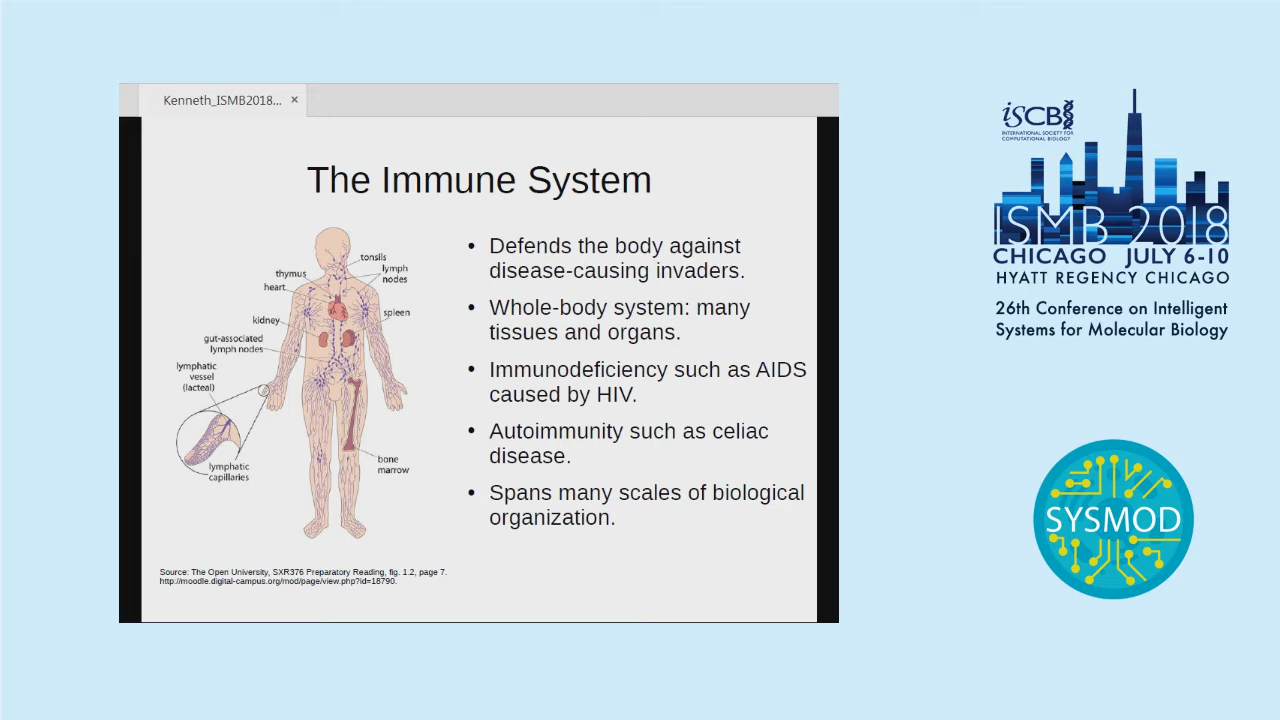 Kenneth_ISMB2018... ×
The Immune System
tonsils
lymph
nodes
thymus
heart
spleen
kidney
gut-associated
lymph nodes
lymphatic
vessel
(lacteal)
bone
marrow
lymphatic
capillaries
• Defends the body against
disease-causing invaders.
• Whole-body system: many
tissues and organs.
• Immunodeficiency such as AIDS
caused by HIV.
• Autoimmunity such as celiac
disease.
• Spans many scales of biological
organization.
Source: The Open University, SXR376 Preparatory Reading, fig. 1.2, page 7.
http://moodle.digital-campus.org/mod/page/view.php?id=18790.
iSCB
INTERNATIONAL SOCIETY FOR
COMPUTATIONAL BIOLOGY
ISMB 2018
CHICAGO JULY 6-10
HYATT REGENCY CHICAGO
26th Conference on Intelligent
Systems for Molecular Biology
SYSMOD